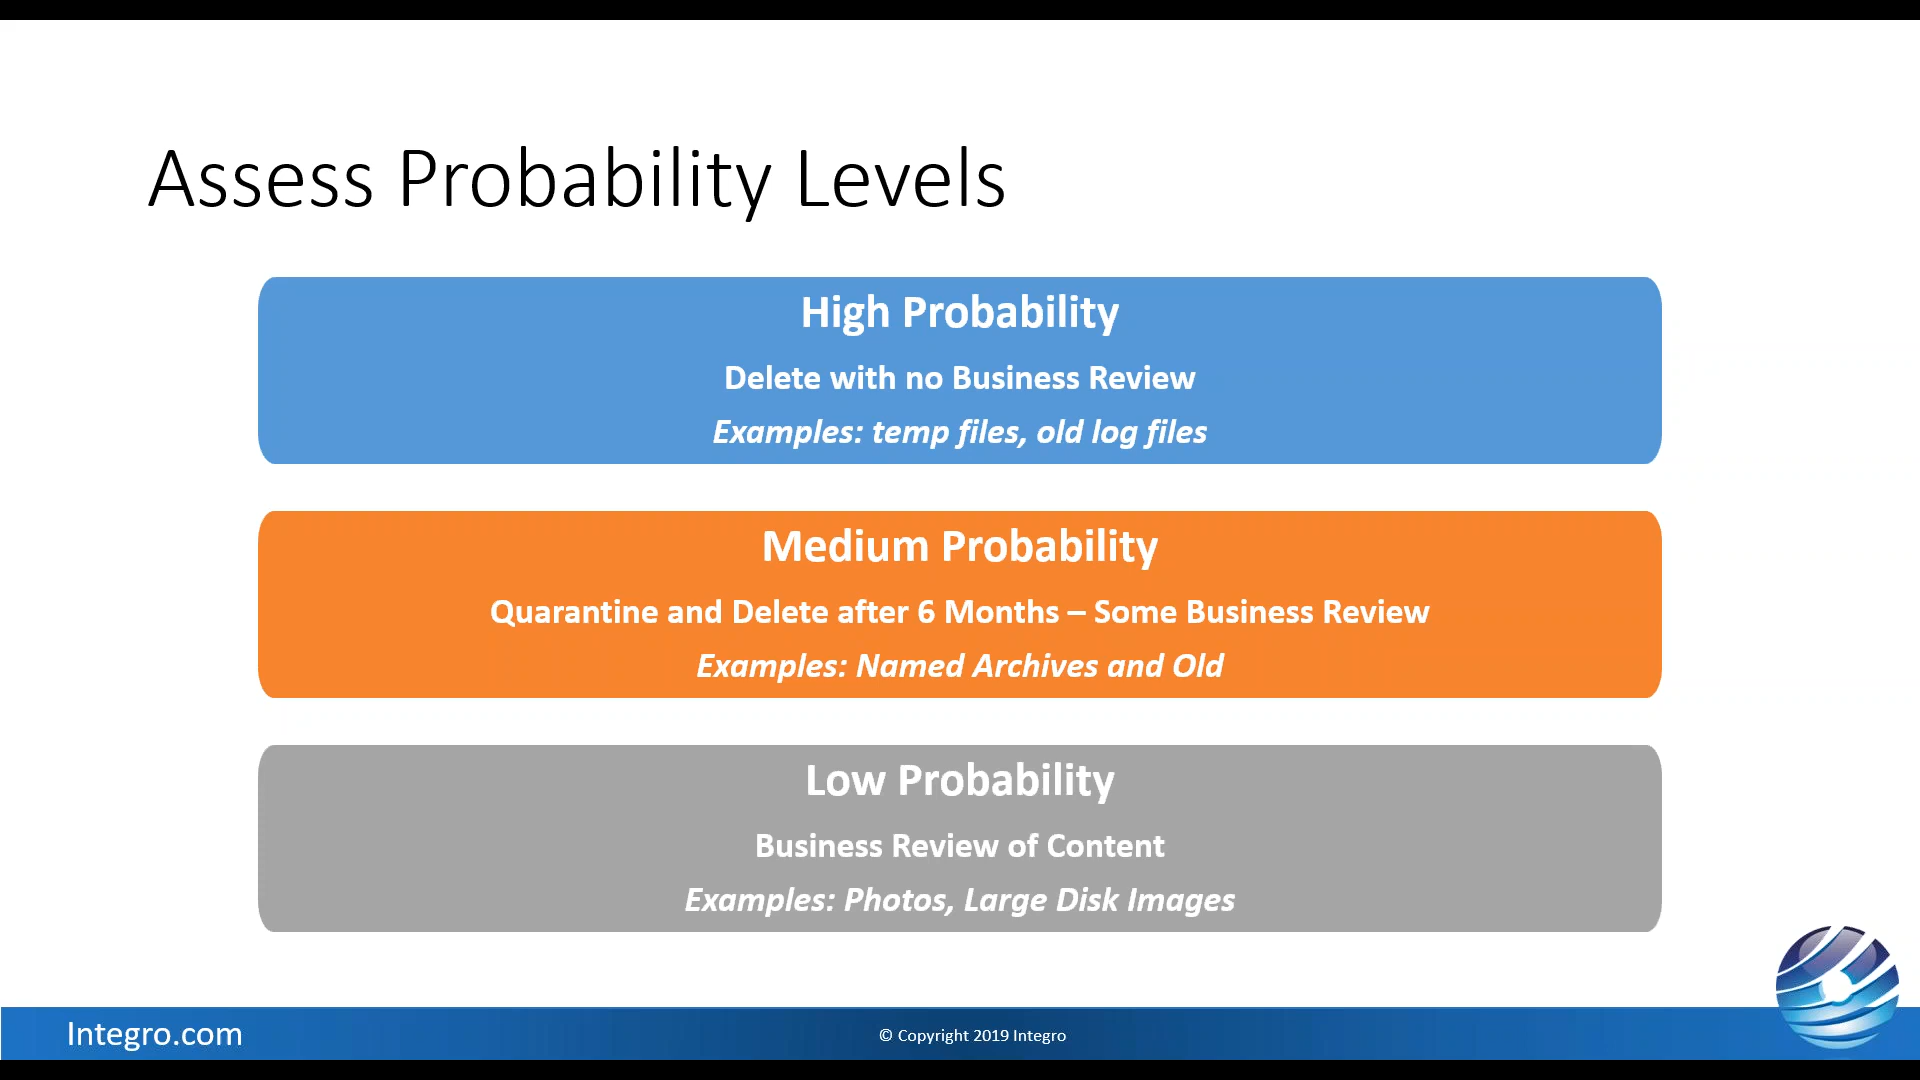 Assess Probability Levels
High Probability
Delete with no Business Review
Examples: temp files, old log files
Medium Probability
Quarantine and Delete after 6 Months – Some Business Review
Examples: Named Archives and Old
Low Probability
Business Review of Content
Examples: Photos, Large Disk Images
Integro.com
© Copyright 2019 Integro